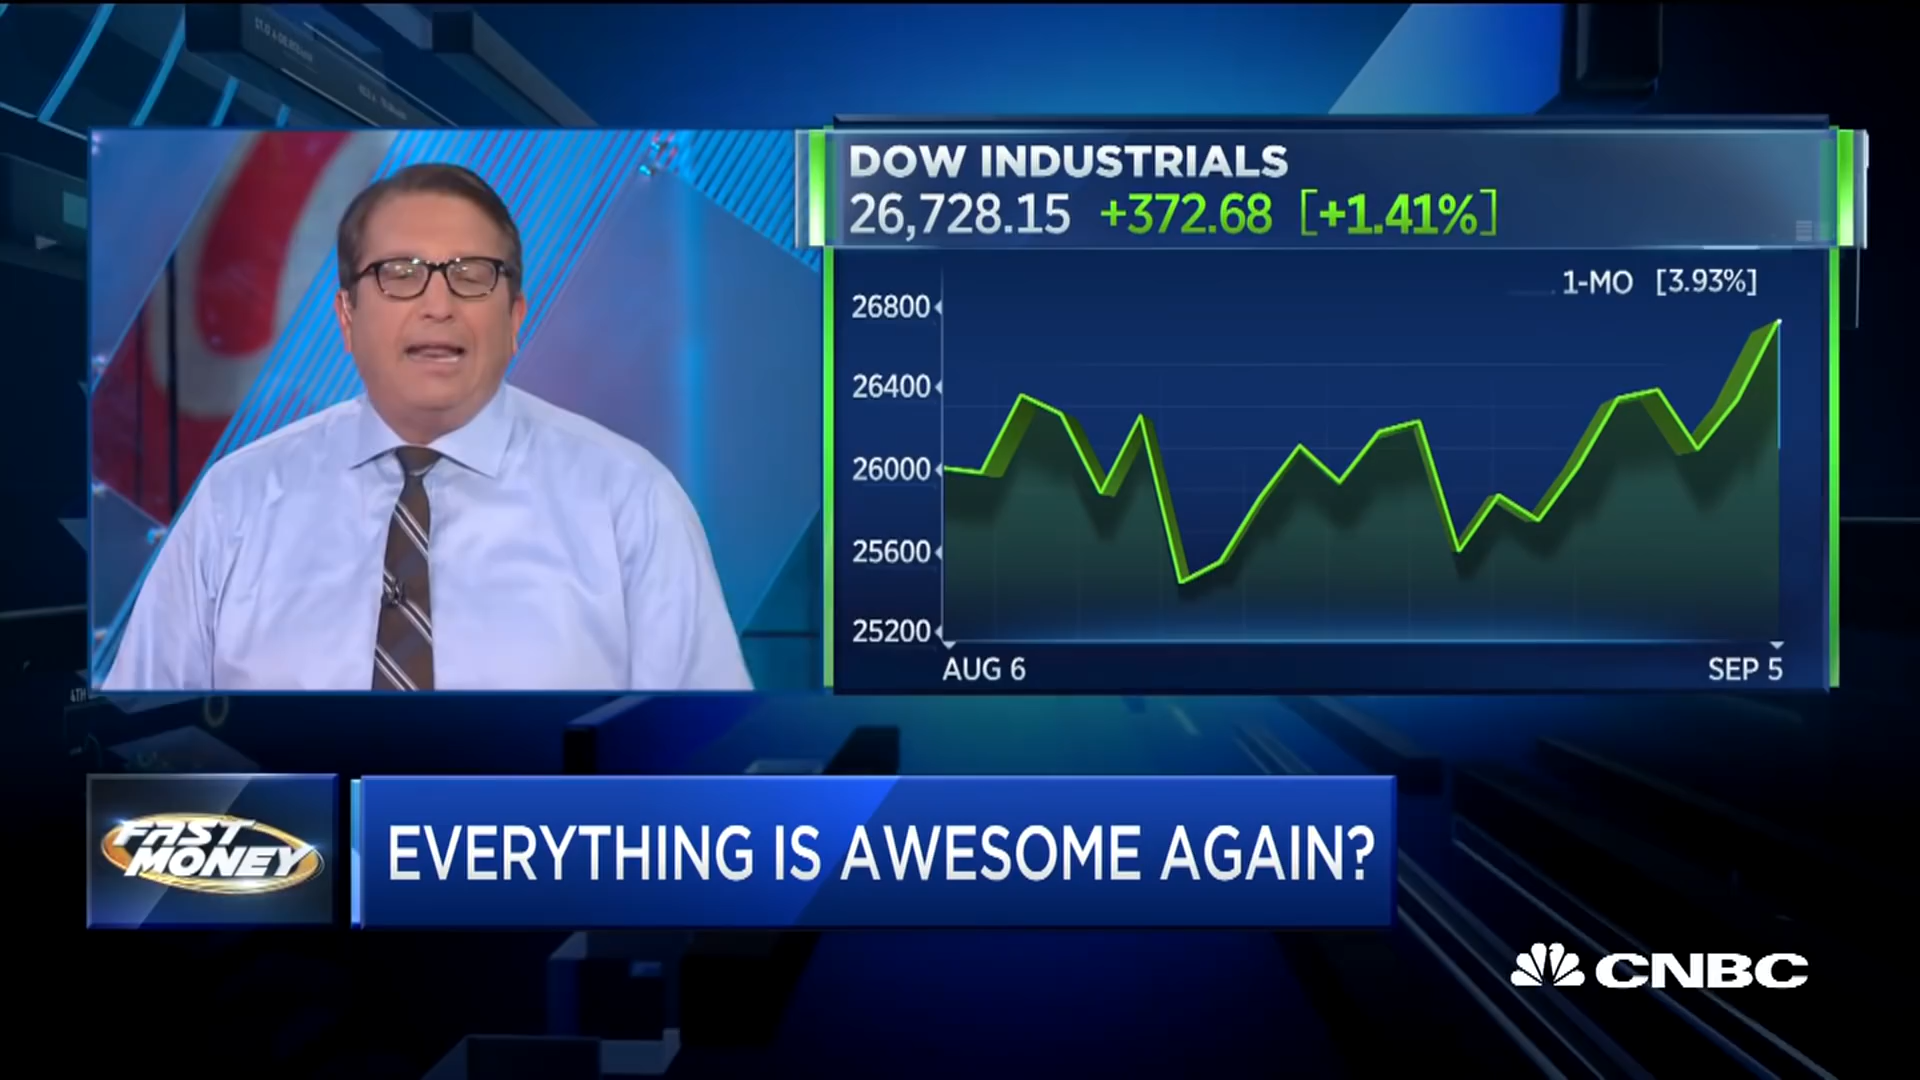 DOW INDUSTRIALS
26,728.15 +372.68 [+1.41%]
1-MO [3.93%]
26800
26400
26000
25600
25200
AUG 6 SEP 5
FAST MONEY
EVERYTHING IS AWESOME AGAIN?
CNBC